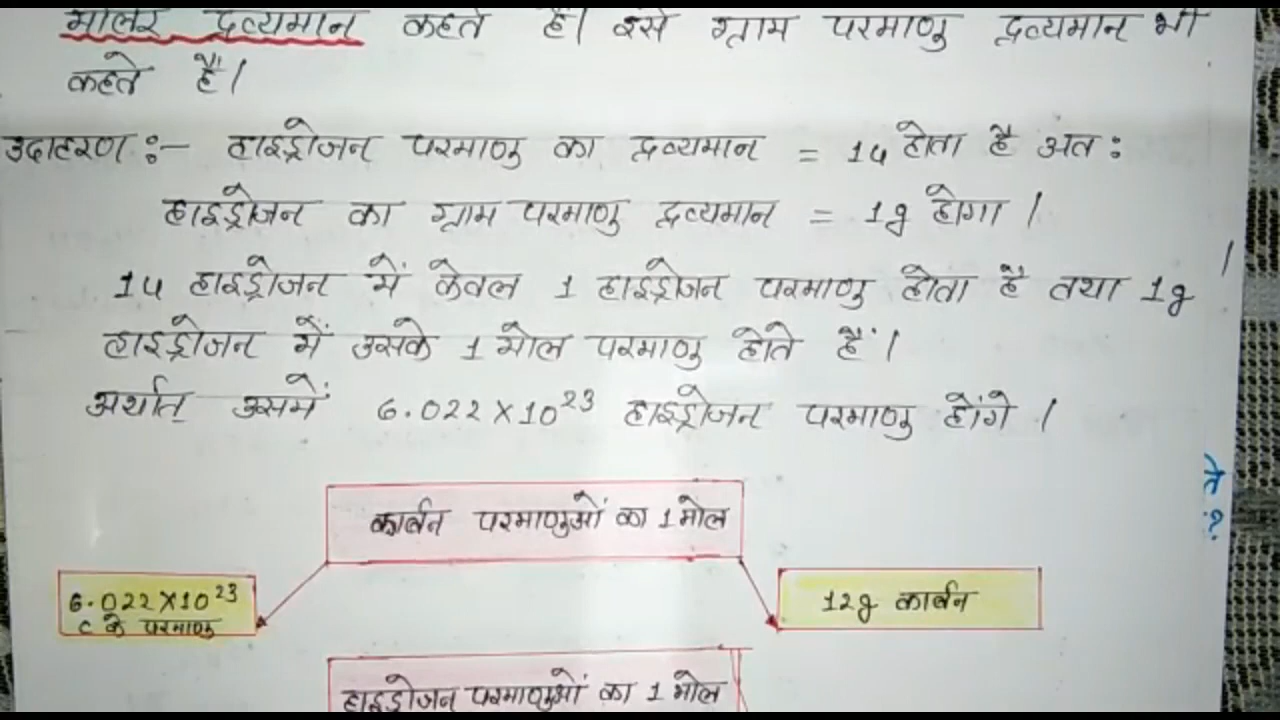 मोलर द्रव्यमान कहते हैं। इसे ग्राम परमाणु द्रव्यमान भी
कहते हैं।
उदाहरण :- हाइड्रोजन परमाणु का द्रव्यमान = 1u होता है अत:
हाइड्रोजन का ग्राम परमाणु द्रव्यमान = 1g होगा।
1u हाइड्रोजन में केवल 1 हाइड्रोजन परमाणु होता है तथा 1g
हाइड्रोजन में उसके 1 मोल परमाणु होते हैं।
अर्थात् उसमें 6.022×10²³ हाइड्रोजन परमाणु होंगे।
ते?
कार्बन परमाणुओं का 1 मोल
6.022×10²³
C के परमाणु
12g कार्बन
हाइड्रोजन परमाणुओं का 1 मोल